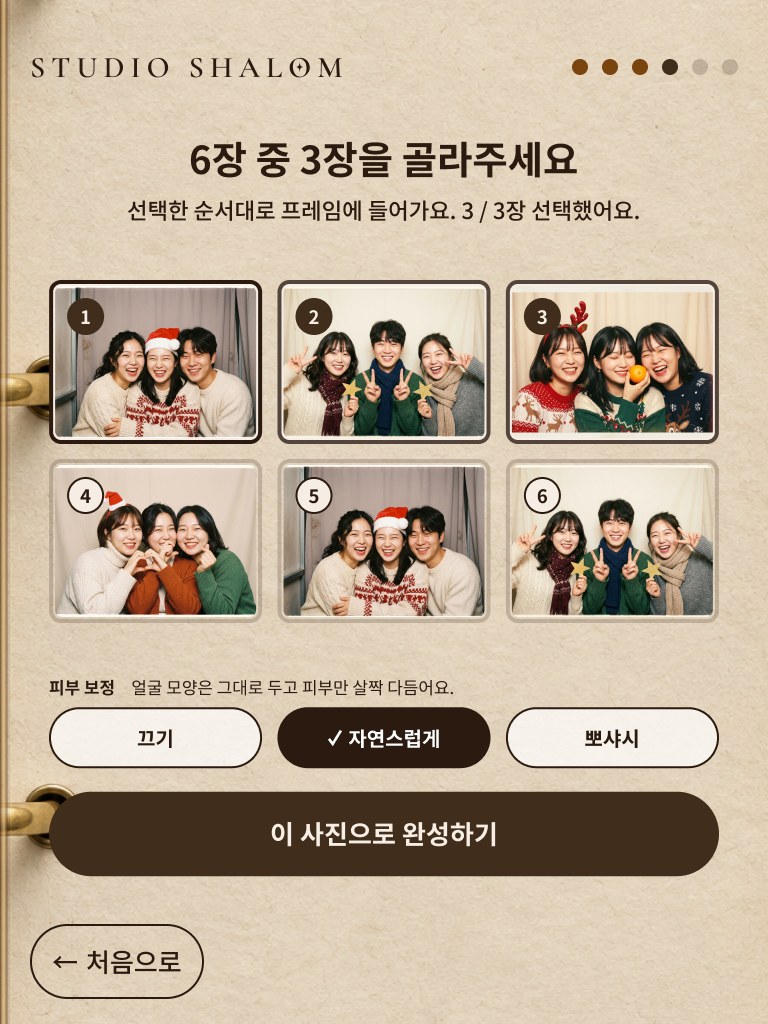 STUDIO SHALOM
6장 중 3장을 골라주세요
선택한 순서대로 프레임에 들어가요. 3 / 3장 선택했어요.
1
2
3
4
5
6
피부 보정 얼굴 모양은 그대로 두고 피부만 살짝 다듬어요.
끄기
✓ 자연스럽게
뽀샤시
이 사진으로 완성하기
← 처음으로